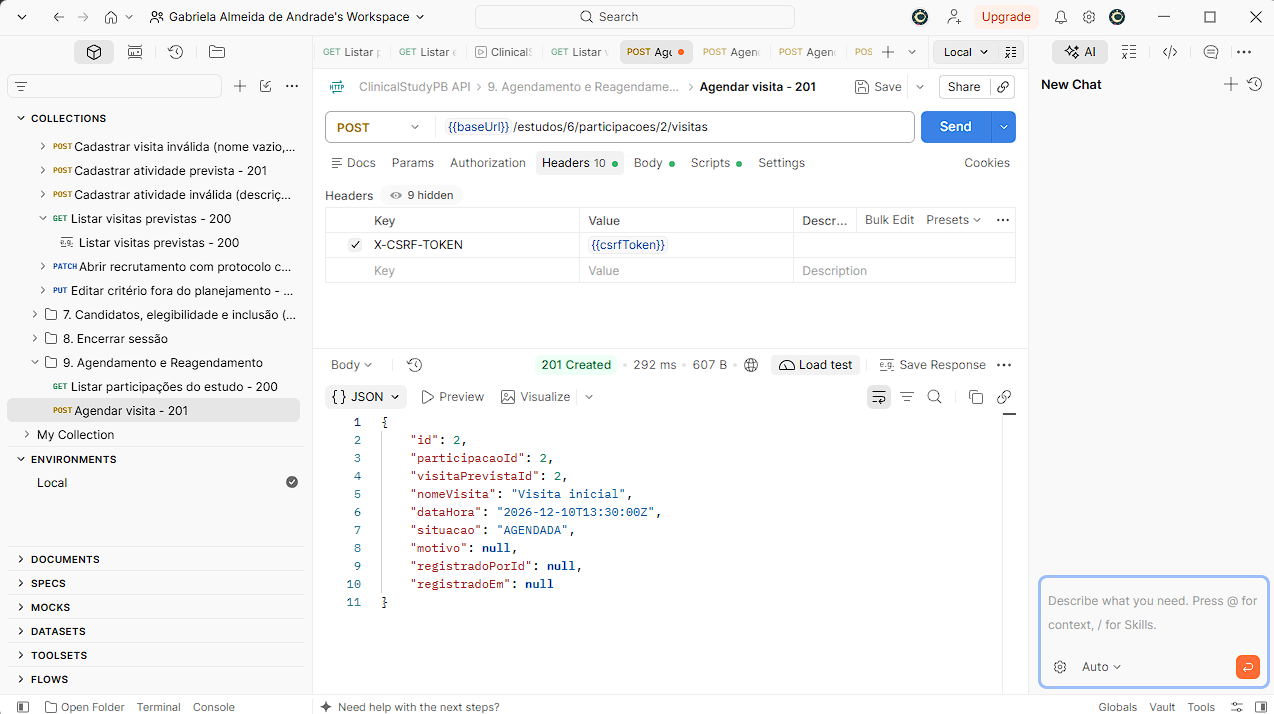 Gabriela Almeida de Andrade's Workspace
Search
Upgrade
GET Listar
GET Listar
Clinical
GET Listar
POST Age
POST Agen
POST Agen
POS
Local
AI
ClinicalStudyPB API > 9. Agendamento e Reagendame... > Agendar visita - 201
Save
Share
New Chat
COLLECTIONS
POST Cadastrar visita inválida (nome vazio,...
POST Cadastrar atividade prevista - 201
POST Cadastrar atividade inválida (descriç...
GET Listar visitas previstas - 200
e.g. Listar visitas previstas - 200
PATCH Abrir recrutamento com protocolo c...
PUT Editar critério fora do planejamento - ...
7. Candidatos, elegibilidade e inclusão (...
8. Encerrar sessão
9. Agendamento e Reagendamento
GET Listar participações do estudo - 200
POST Agendar visita - 201
My Collection
ENVIRONMENTS
Local
DOCUMENTS
SPECS
MOCKS
DATASETS
TOOLSETS
FLOWS
HTTP
POST
{{baseUrl}} /estudos/6/participacoes/2/visitas
Send
Docs Params Authorization Headers 10 Body Scripts Settings Cookies
Headers 9 hidden
Key Value Descr... Bulk Edit Presets
X-CSRF-TOKEN {{csrfToken}}
Key Value Description
Body 201 Created 292 ms 607 B Load test e.g. Save Response
{} JSON Preview Visualize
1 {
2 "id": 2,
3 "participacaoId": 2,
4 "visitaPrevistaId": 2,
5 "nomeVisita": "Visita inicial",
6 "dataHora": "2026-12-10T13:30:00Z",
7 "situacao": "AGENDADA",
8 "motivo": null,
9 "registradoPorId": null,
10 "registradoEm": null
11 }
Describe what you need. Press @ for
context, / for Skills.
Auto
Open Folder Terminal Console
Need help with the next steps?
Globals Vault Tools